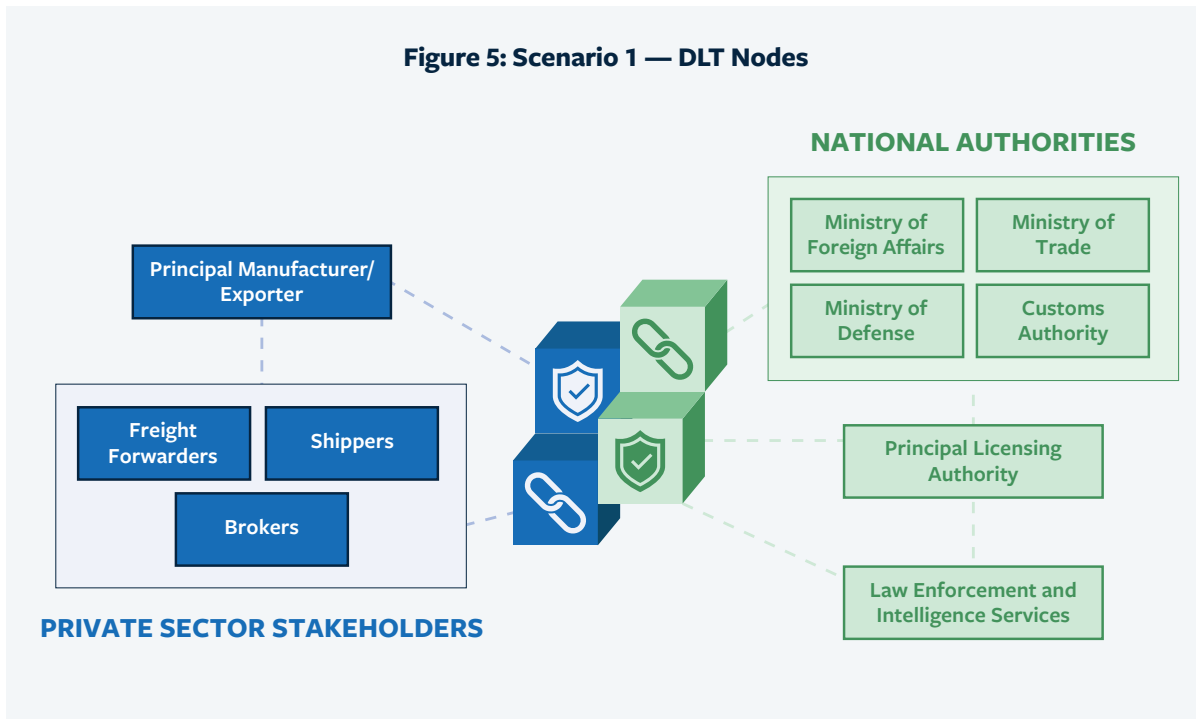 Figure 5: Scenario 1 — DLT Nodes
NATIONAL AUTHORITIES
Ministry of
Foreign Affairs
Ministry of
Trade
Ministry of
Defense
Customs
Authority
Principal Licensing
Authority
Law Enforcement and
Intelligence Services
Principal Manufacturer/
Exporter
Freight
Forwarders
Shippers
Brokers
PRIVATE SECTOR STAKEHOLDERS